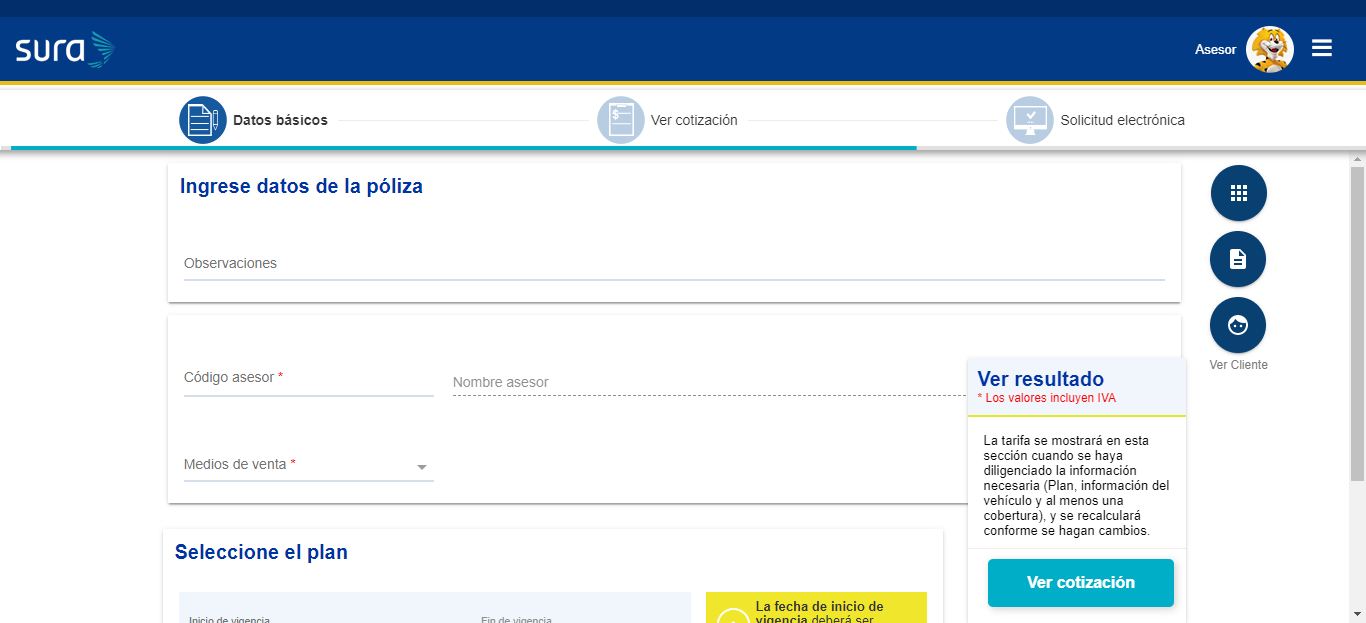 sura
Asesor
Datos básicos
Ver cotización
Solicitud electrónica
Ingrese datos de la póliza
Observaciones
Código asesor *
Nombre asesor
Medios de venta *
Ver Cliente
Ver resultado
* Los valores incluyen IVA
La tarifa se mostrará en esta
sección cuando se haya
diligenciado la información
necesaria (Plan, información del
vehículo y al menos una
cobertura), y se recalculará
conforme se hagan cambios.
Ver cotización
Seleccione el plan
Inicio de vigencia
Fin de vigencia
La fecha de inicio de
vigencia deberá ser